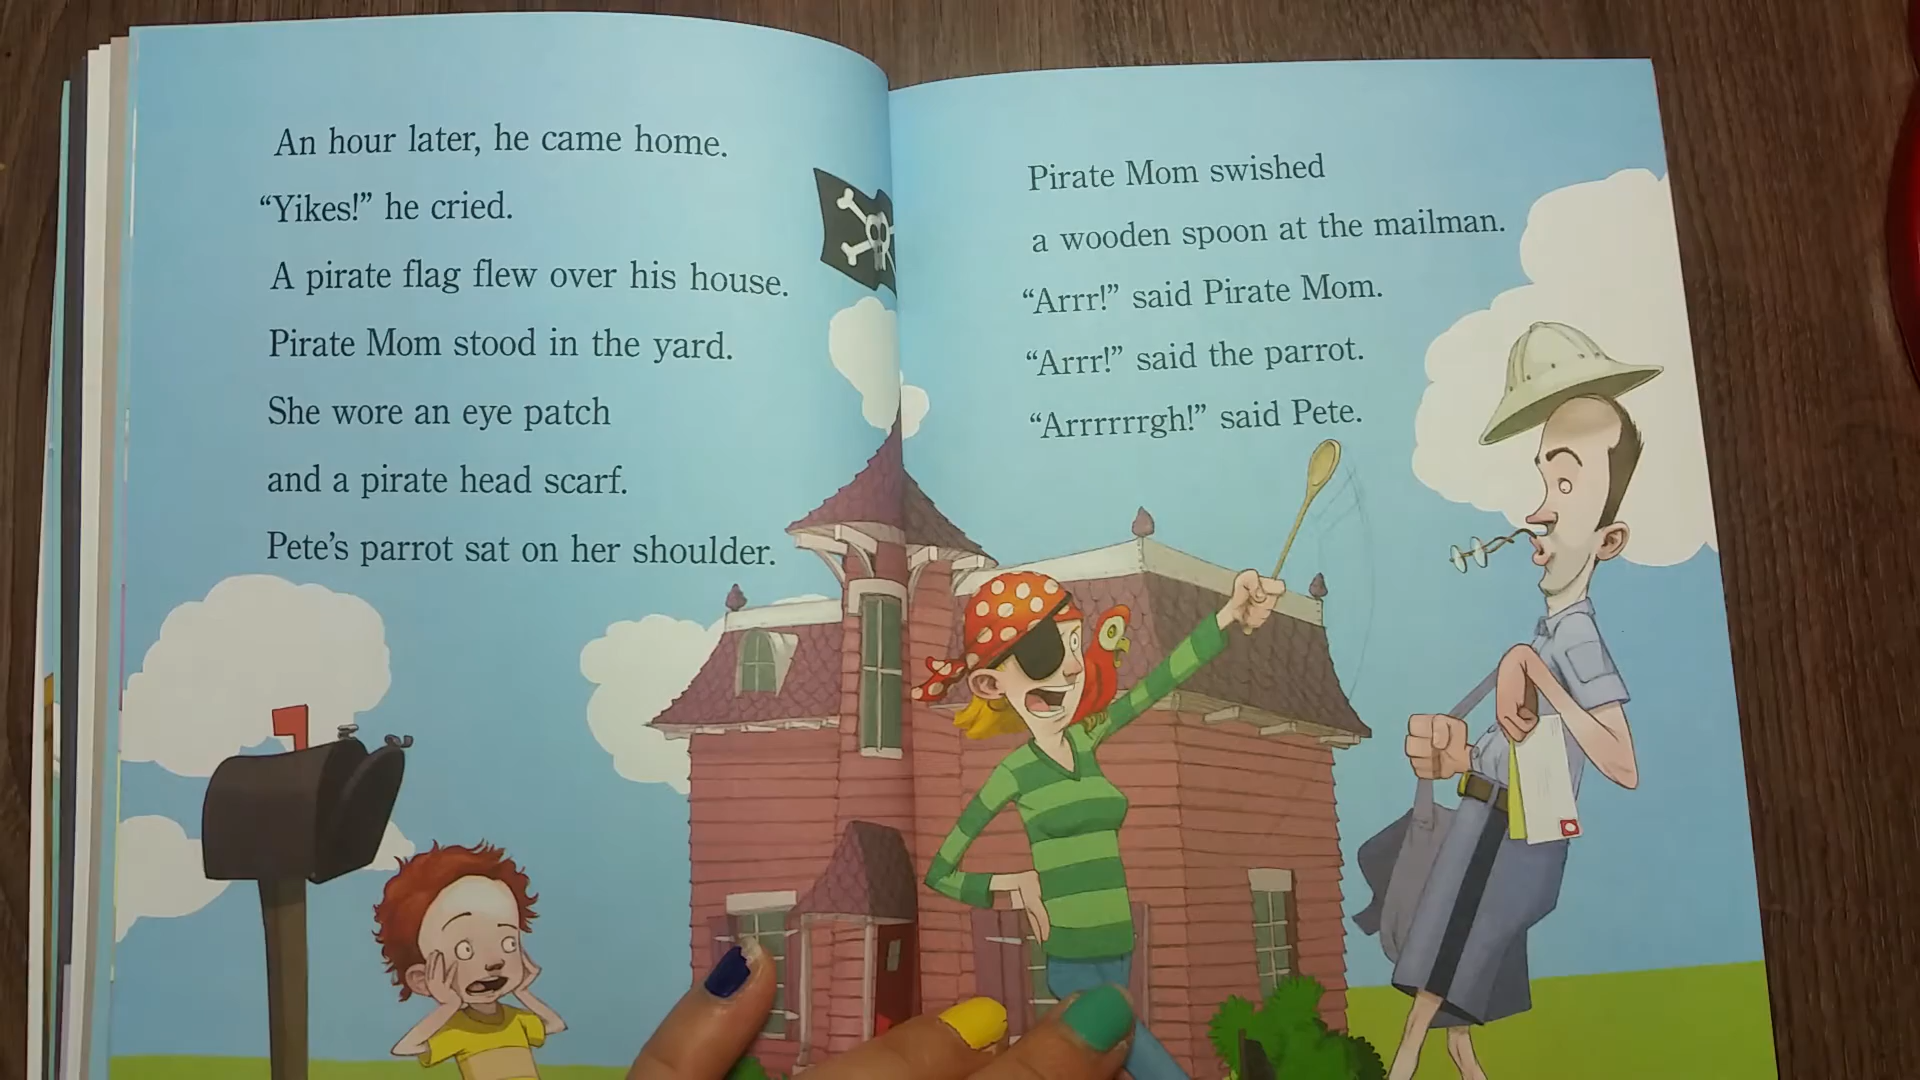 An hour later, he came home.
“Yikes!” he cried.
A pirate flag flew over his house.
Pirate Mom stood in the yard.
She wore an eye patch
and a pirate head scarf.
Pete’s parrot sat on her shoulder.
Pirate Mom swished
a wooden spoon at the mailman.
“Arrr!” said Pirate Mom.
“Arrr!” said the parrot.
“Arrrrrrgh!” said Pete.